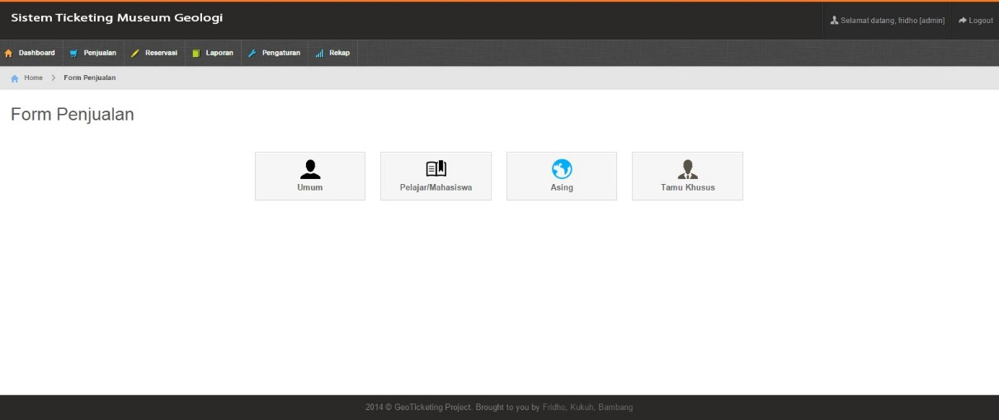 Sistem Ticketing Museum Geologi
Selamat datang, fridho [admin]
Logout
Dashboard Penjualan Reservasi Laporan Pengaturan Rekap
Home > Form Penjualan
Form Penjualan
Umum Pelajar/Mahasiswa Asing Tamu Khusus
2014 © GeoTicketing Project. Brought to you by Fridho, Kukuh, Bambang